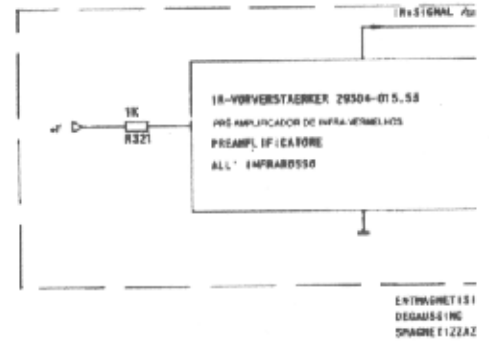 IR-SIGNAL
IR-VORVERSTAERKER 29504-015.53
1K
PRÉ-AMPLIFICADOR DE INFRA-VERMELHOS
R321
PREAMPLIFICATORE
ALL' INFRAROSSO
ENTMAGNETISI
DEGAUSSING
SMAGNETIZZAZ